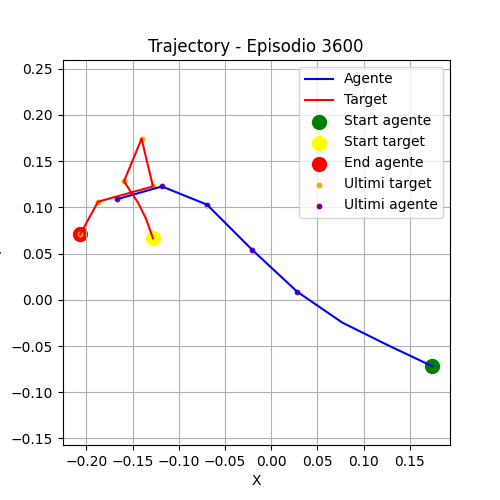 Trajectory - Episodio 3600
Agente
Target
Start agente
Start target
End agente
Ultimi target
Ultimi agente
0.25
0.20
0.15
0.10
0.05
0.00
−0.05
−0.10
−0.15
−0.20 −0.15 −0.10 −0.05 0.00 0.05 0.10 0.15
X